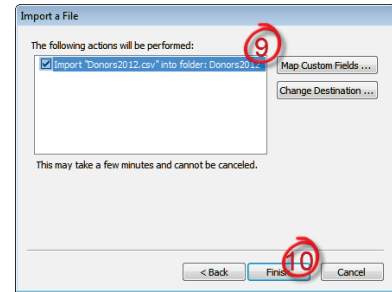 Import a File
The following actions will be performed:
9
Import "Donors2012.csv" into folder: Donors2012
Map Custom Fields ...
Change Destination ...
This may take a few minutes and cannot be canceled.
10
< Back
Cancel